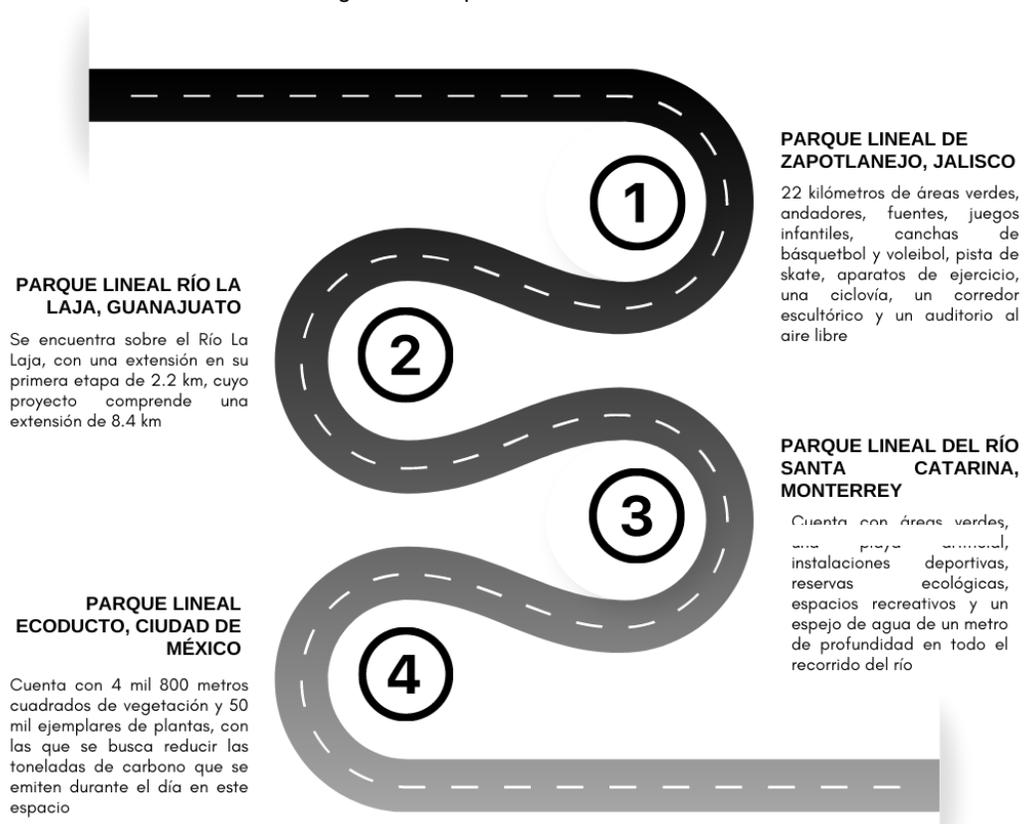 PARQUE LINEAL DE
ZAPOTLANEJO, JALISCO
22 kilómetros de áreas verdes,
andadores, fuentes, juegos
infantiles, canchas de
básquetbol y voleibol, pista de
skate, aparatos de ejercicio,
una ciclovía, un corredor
escultórico y un auditorio al
aire libre
1
PARQUE LINEAL RÍO LA
LAJA, GUANAJUATO
Se encuentra sobre el Río La
Laja, con una extensión en su
primera etapa de 2.2 km, cuyo
proyecto comprende una
extensión de 8.4 km
2
PARQUE LINEAL DEL RÍO
SANTA CATARINA,
MONTERREY
Cuenta con áreas verdes,
una playa artificial,
instalaciones deportivas,
reservas ecológicas,
espacios recreativos y un
espejo de agua de un metro
de profundidad en todo el
recorrido del río
3
PARQUE LINEAL
ECODUCTO, CIUDAD DE
MÉXICO
Cuenta con 4 mil 800 metros
cuadrados de vegetación y 50
mil ejemplares de plantas, con
las que se busca reducir las
toneladas de carbono que se
emiten durante el día en este
espacio
4